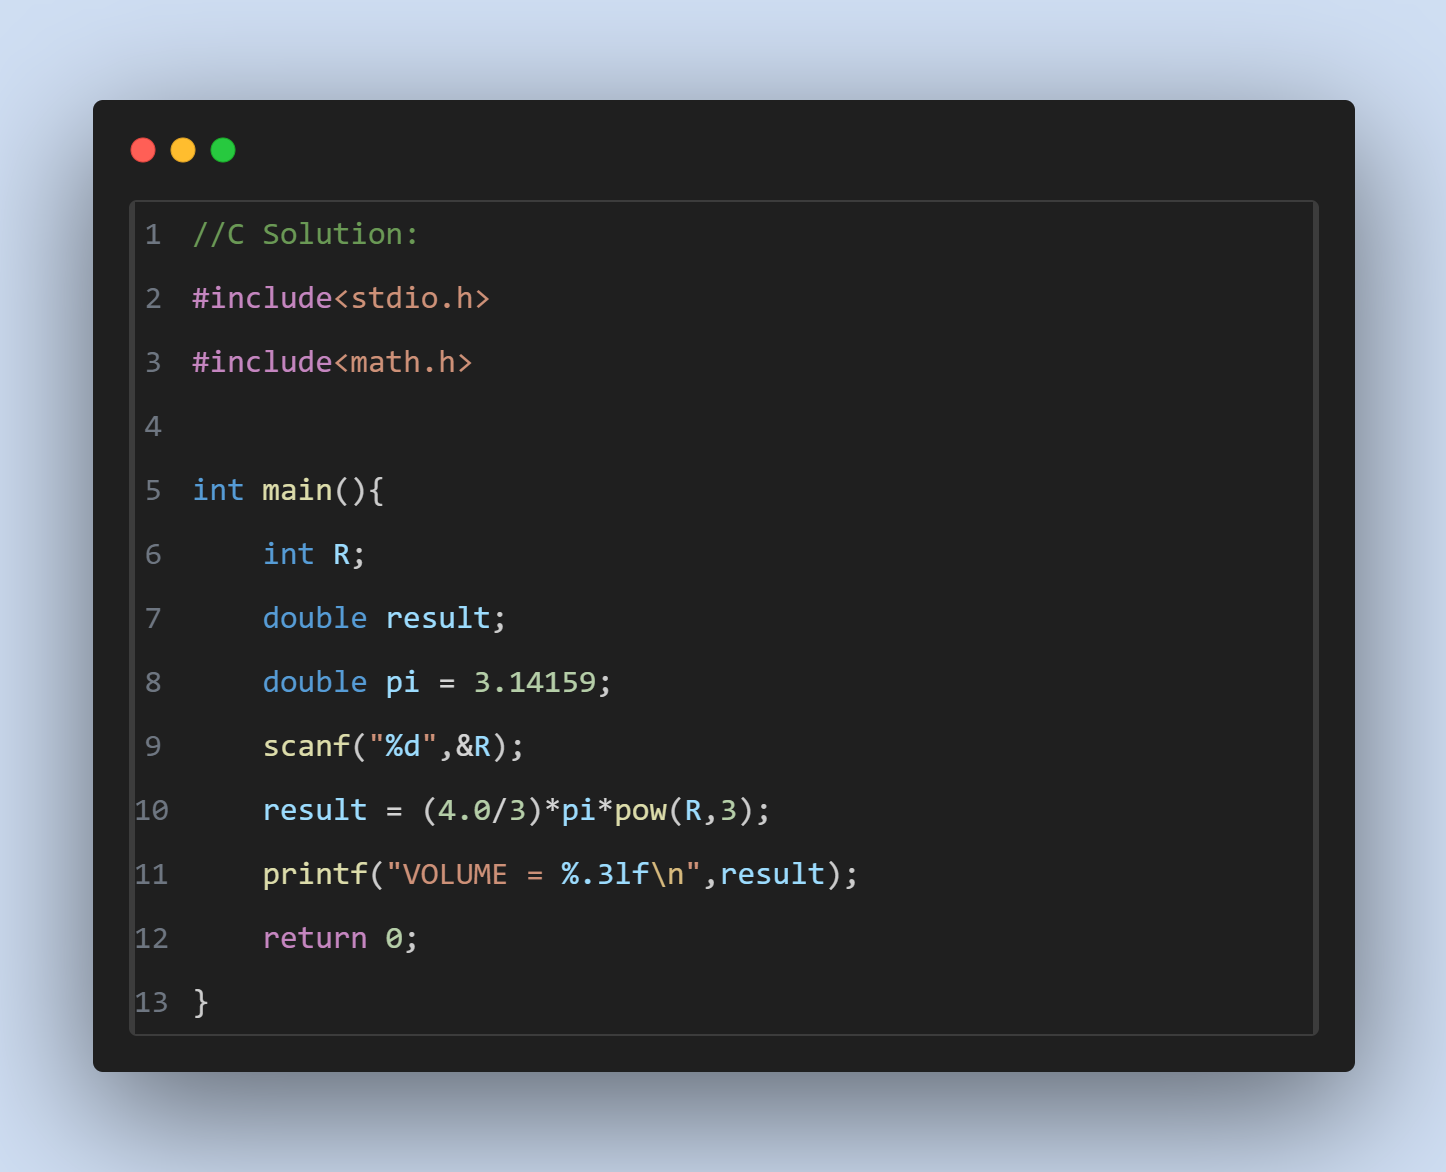 1 //C Solution:
2 #include<stdio.h>
3 #include<math.h>
4
5 int main(){
6     int R;
7     double result;
8     double pi = 3.14159;
9     scanf("%d",&R);
10     result = (4.0/3)*pi*pow(R,3);
11     printf("VOLUME = %.3lf\n",result);
12     return 0;
13 }